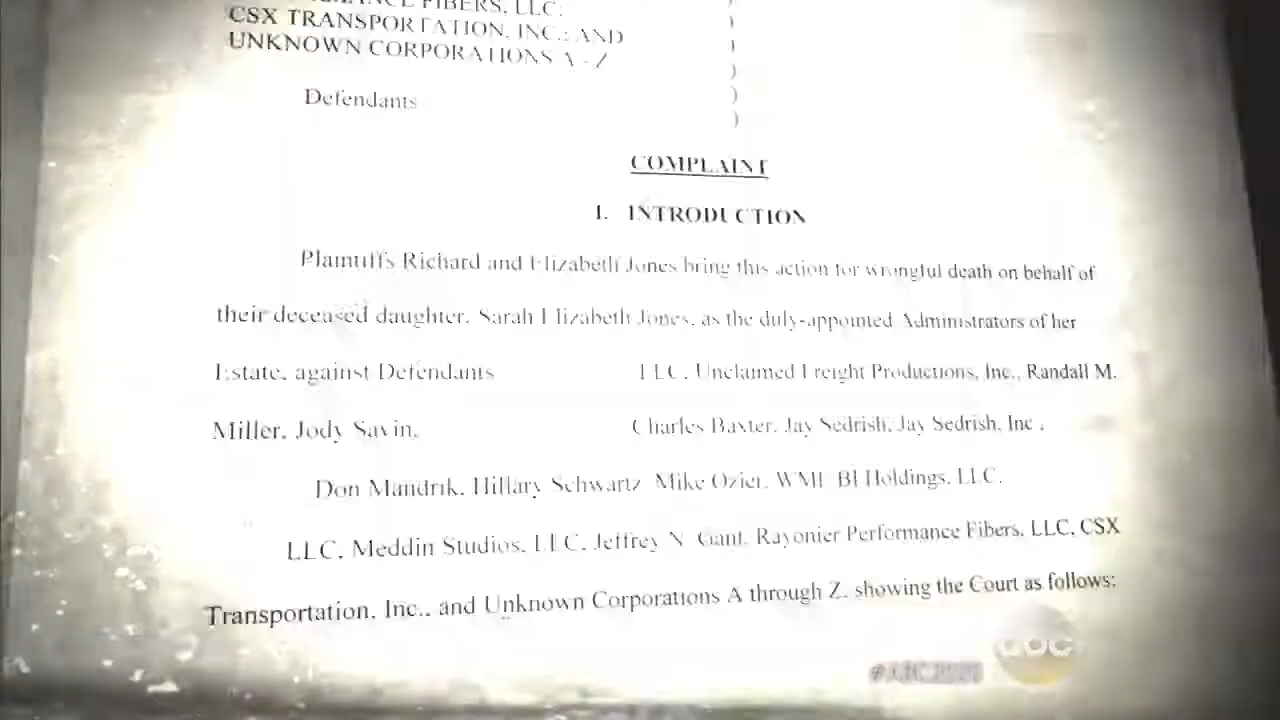 FIBERS, LLC;
CSX TRANSPORTATION, INC.; AND
UNKNOWN CORPORATIONS A - Z
)
)
)
)
)
Defendants
)
COMPLAINT
I. INTRODUCTION
Plaintiffs Richard and Elizabeth Jones bring this action for wrongful death on behalf of
their deceased daughter, Sarah Elizabeth Jones, as the duly-appointed Administrators of her
Estate, against Defendants LLC, Unclaimed Freight Productions, Inc., Randall M.
Miller, Jody Savin, Charles Baxter, Jay Sedrish, Jay Sedrish, Inc.,
Don Mandrik, Hillary Schwartz, Mike Ozier, Holdings, LLC,
LLC, Meddin Studios, LLC, Jeffrey N. Gant, Rayonier Performance Fibers, LLC, CSX
Transportation, Inc., and Unknown Corporations A through Z, showing the Court as follows:
abc
#ABC2020